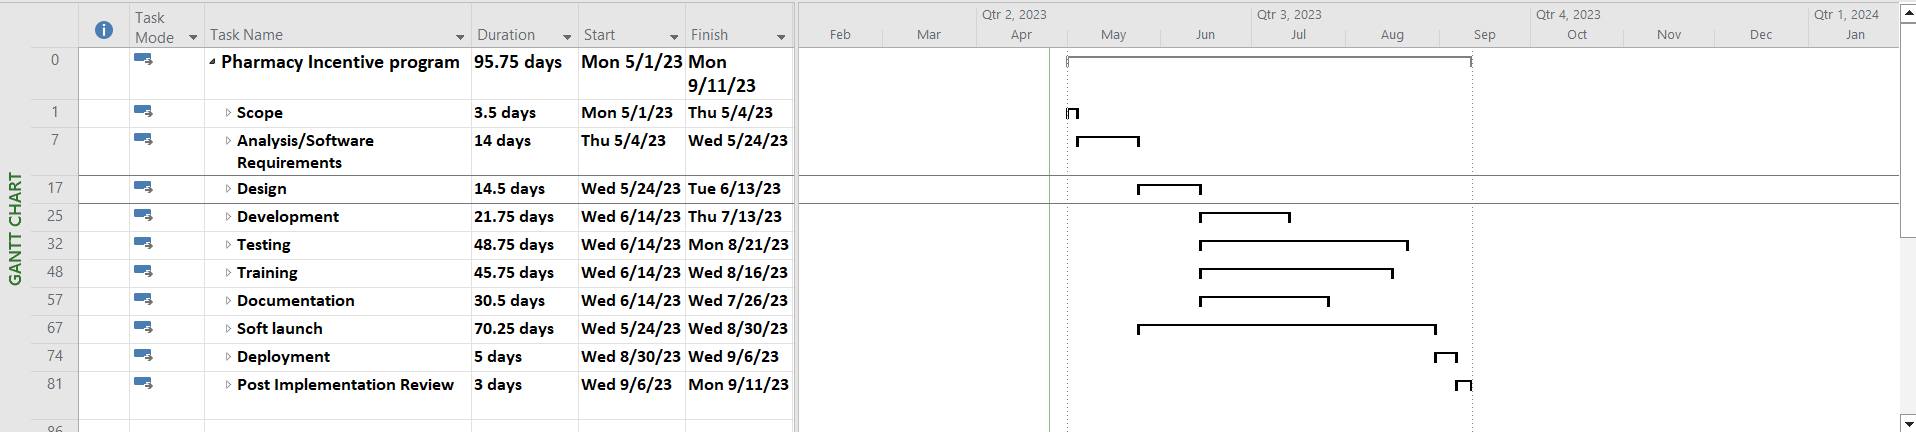 Qtr 2, 2023 Qtr 3, 2023 Qtr 4, 2023 Qtr 1, 2024
Task
Mode Task Name Duration Start Finish Feb Mar Apr May Jun Jul Aug Sep Oct Nov Dec Jan
GANTT CHART
0 Pharmacy Incentive program 95.75 days Mon 5/1/23 Mon
9/11/23
1 Scope 3.5 days Mon 5/1/23 Thu 5/4/23
7 Analysis/Software 14 days Thu 5/4/23 Wed 5/24/23
Requirements
17 Design 14.5 days Wed 5/24/23 Tue 6/13/23
25 Development 21.75 days Wed 6/14/23 Thu 7/13/23
32 Testing 48.75 days Wed 6/14/23 Mon 8/21/23
48 Training 45.75 days Wed 6/14/23 Wed 8/16/23
57 Documentation 30.5 days Wed 6/14/23 Wed 7/26/23
67 Soft launch 70.25 days Wed 5/24/23 Wed 8/30/23
74 Deployment 5 days Wed 8/30/23 Wed 9/6/23
81 Post Implementation Review 3 days Wed 9/6/23 Mon 9/11/23